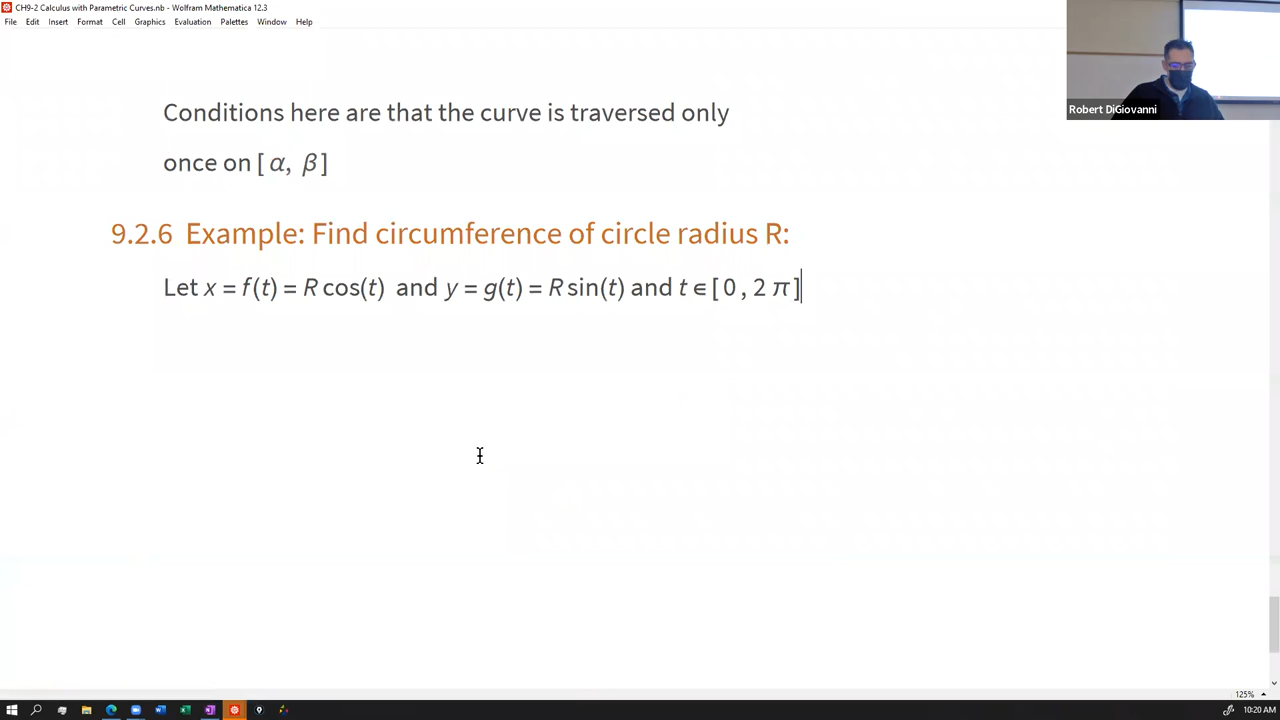 CH9-2 Calculus with Parametric Curves.nb - Wolfram Mathematica 12.3
File Edit Insert Format Cell Graphics Evaluation Palettes Window Help
Robert DiGiovanni
Conditions here are that the curve is traversed only
once on [ α, β ]
9.2.6 Example: Find circumference of circle radius R:
Let x = f(t) = R cos(t) and y = g(t) = R sin(t) and t ∈ [ 0 , 2 π ]
125%
10:20 AM